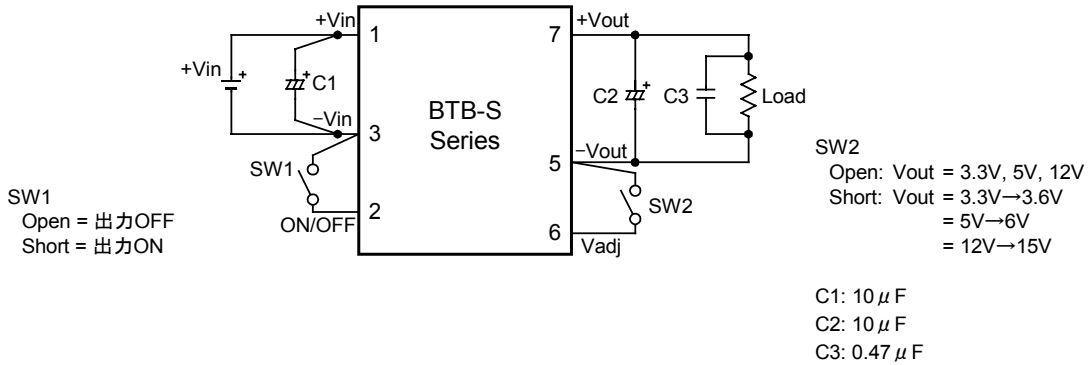 +Vin
1
7
+Vout
+Vin
+
+
C1
C2
+
C3
Load
BTB-S
Series
−Vin
3
5
−Vout
SW1
2
ON/OFF
SW2
6
Vadj
SW1
Open = 出力OFF
Short = 出力ON
SW2
Open: Vout = 3.3V, 5V, 12V
Short: Vout = 3.3V→3.6V
= 5V→6V
= 12V→15V
C1: 10μF
C2: 10μF
C3: 0.47μF